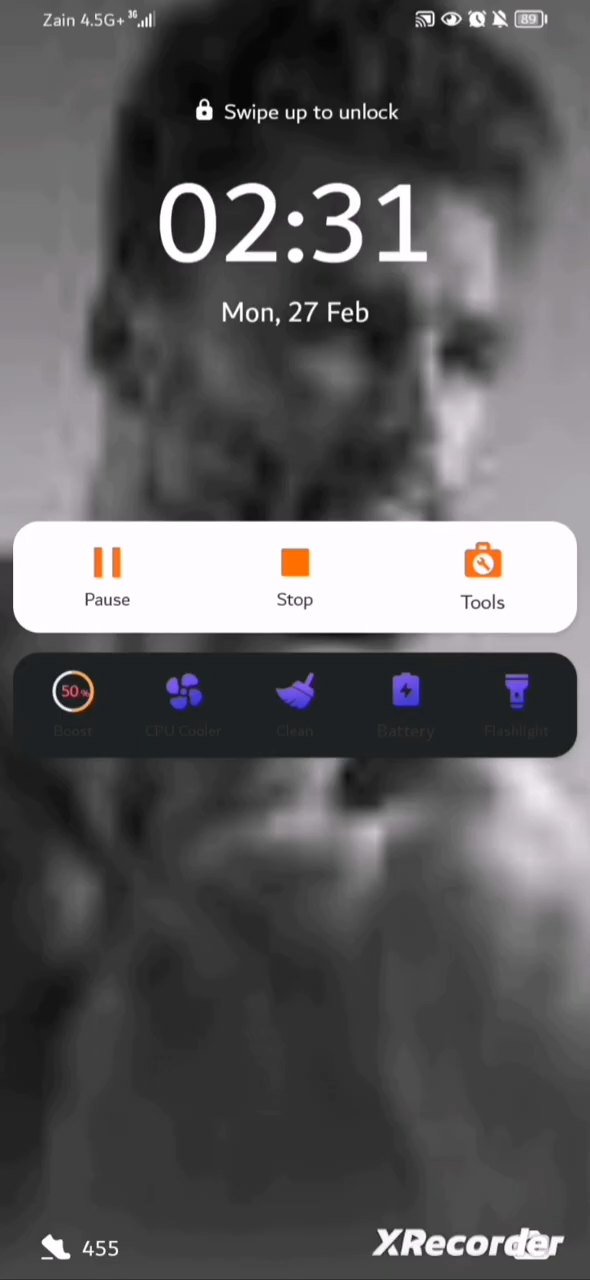 Zain 4.5G+ 3G 89
Swipe up to unlock
02:31
Mon, 27 Feb
Pause Stop Tools
50%
Boost CPU Cooler Clean Battery Flashlight
455 XRecorder